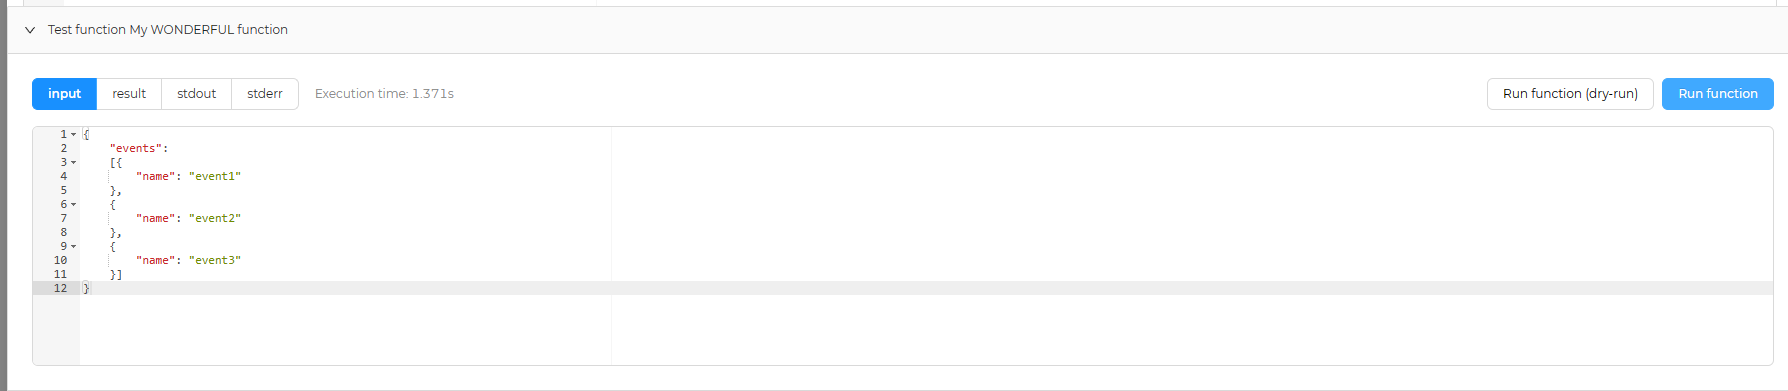 Test function My WONDERFUL function
input result stdout stderr Execution time: 1.371s Run function (dry-run) Run function
1 {
2 "events":
3 [{
4 "name": "event1"
5 },
6 {
7 "name": "event2"
8 },
9 {
10 "name": "event3"
11 }]
12 }